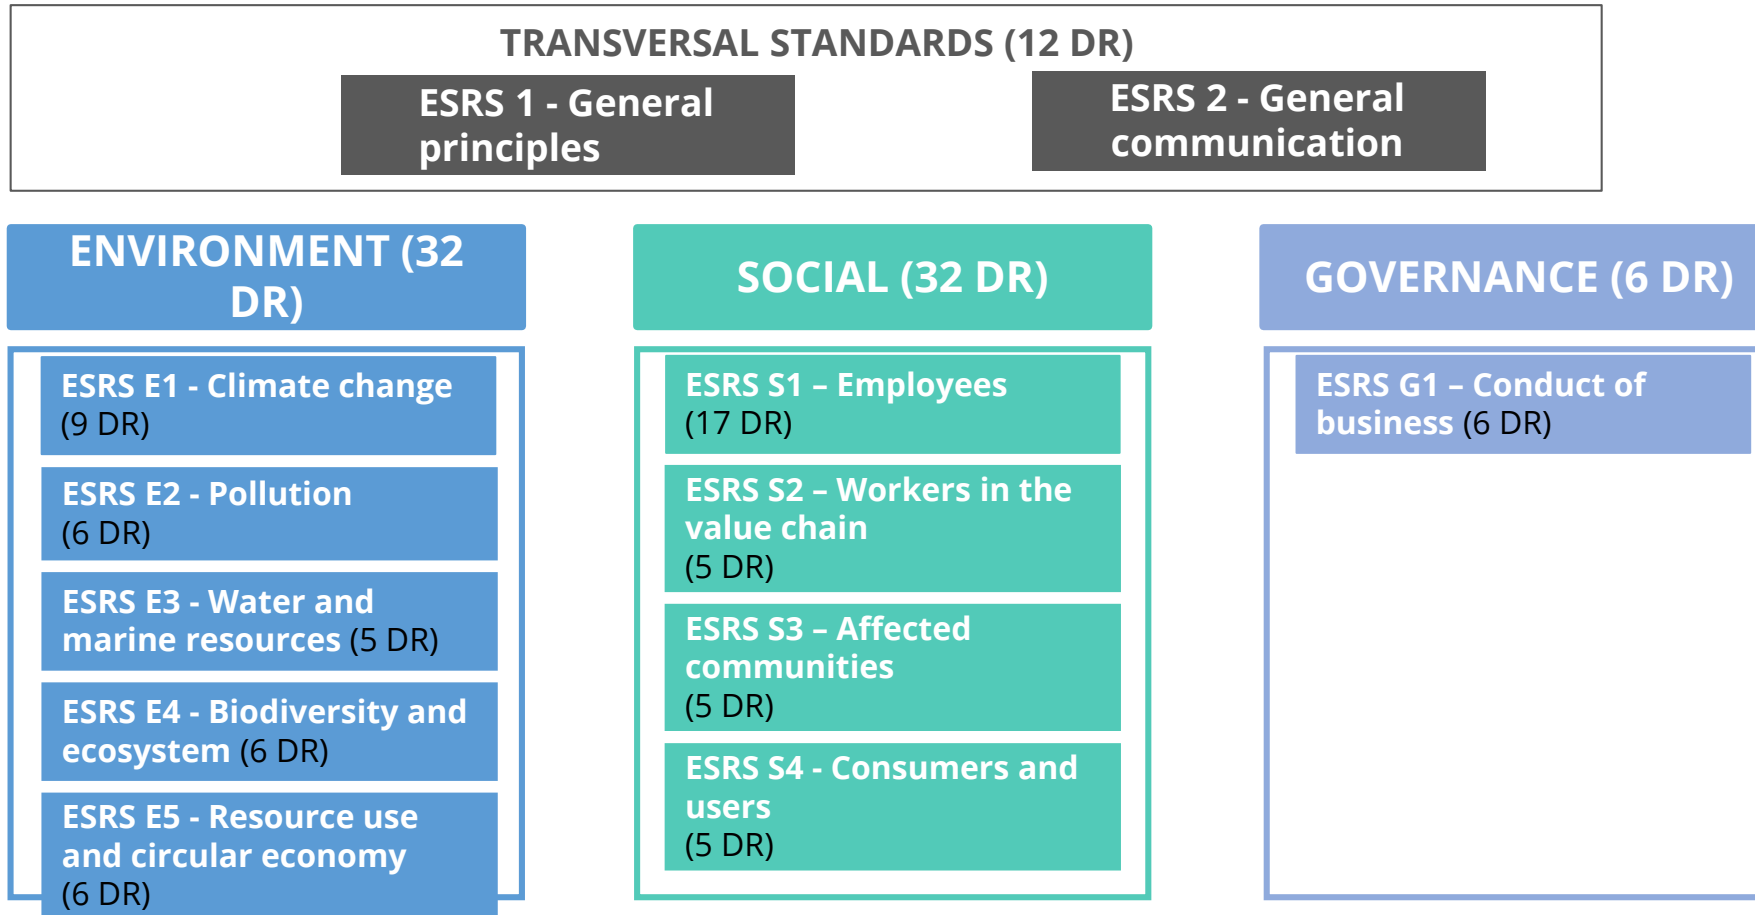 TRANSVERSAL STANDARDS (12 DR)
ESRS 1 - General
principles
ESRS 2 - General
communication
ENVIRONMENT (32
DR)
ESRS E1 - Climate change
(9 DR)
ESRS E2 - Pollution
(6 DR)
ESRS E3 - Water and
marine resources (5 DR)
ESRS E4 - Biodiversity and
ecosystem (6 DR)
ESRS E5 - Resource use
and circular economy
(6 DR)
SOCIAL (32 DR)
ESRS S1 – Employees
(17 DR)
ESRS S2 – Workers in the
value chain
(5 DR)
ESRS S3 – Affected
communities
(5 DR)
ESRS S4 - Consumers and
users
(5 DR)
GOVERNANCE (6 DR)
ESRS G1 – Conduct of
business (6 DR)